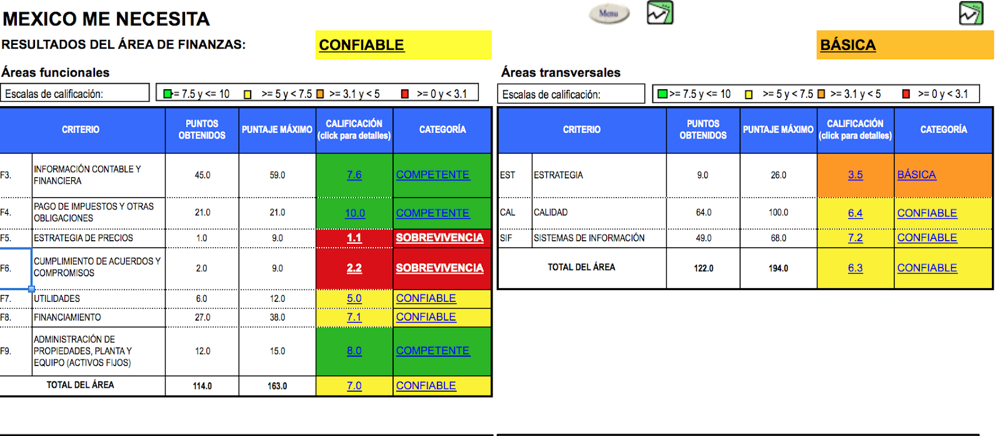 MEXICO ME NECESITA
Menu
RESULTADOS DEL ÁREA DE FINANZAS:
CONFIABLE
BÁSICA
Áreas funcionales
Áreas transversales
Escalas de calificación:
>= 7.5 y <= 10 >= 5 y < 7.5 >= 3.1 y < 5 >= 0 y < 3.1
Escalas de calificación:
>= 7.5 y <= 10 >= 5 y < 7.5 >= 3.1 y < 5 >= 0 y < 3.1
CRITERIO
PUNTOS
OBTENIDOS
PUNTAJE MÁXIMO
CALIFICACIÓN
(click para detalles)
CATEGORÍA
F3.
INFORMACIÓN CONTABLE Y
FINANCIERA
45.0 59.0 7.6 COMPETENTE
F4.
PAGO DE IMPUESTOS Y OTRAS
OBLIGACIONES
21.0 21.0 10.0 COMPETENTE
F5. ESTRATEGIA DE PRECIOS 1.0 9.0 1.1 SOBREVIVENCIA
F6.
CUMPLIMIENTO DE ACUERDOS Y
COMPROMISOS
2.0 9.0 2.2 SOBREVIVENCIA
F7. UTILIDADES 6.0 12.0 5.0 CONFIABLE
F8. FINANCIAMIENTO 27.0 38.0 7.1 CONFIABLE
F9.
ADMINISTRACIÓN DE
PROPIEDADES, PLANTA Y
EQUIPO (ACTIVOS FIJOS)
12.0 15.0 8.0 COMPETENTE
TOTAL DEL ÁREA 114.0 163.0 7.0 CONFIABLE
CRITERIO
PUNTOS
OBTENIDOS
PUNTAJE MÁXIMO
CALIFICACIÓN
(click para detalles)
CATEGORÍA
EST ESTRATEGIA 9.0 26.0 3.5 BÁSICA
CAL CALIDAD 64.0 100.0 6.4 CONFIABLE
SIF SISTEMAS DE INFORMACIÓN 49.0 68.0 7.2 CONFIABLE
TOTAL DEL ÁREA 122.0 194.0 6.3 CONFIABLE